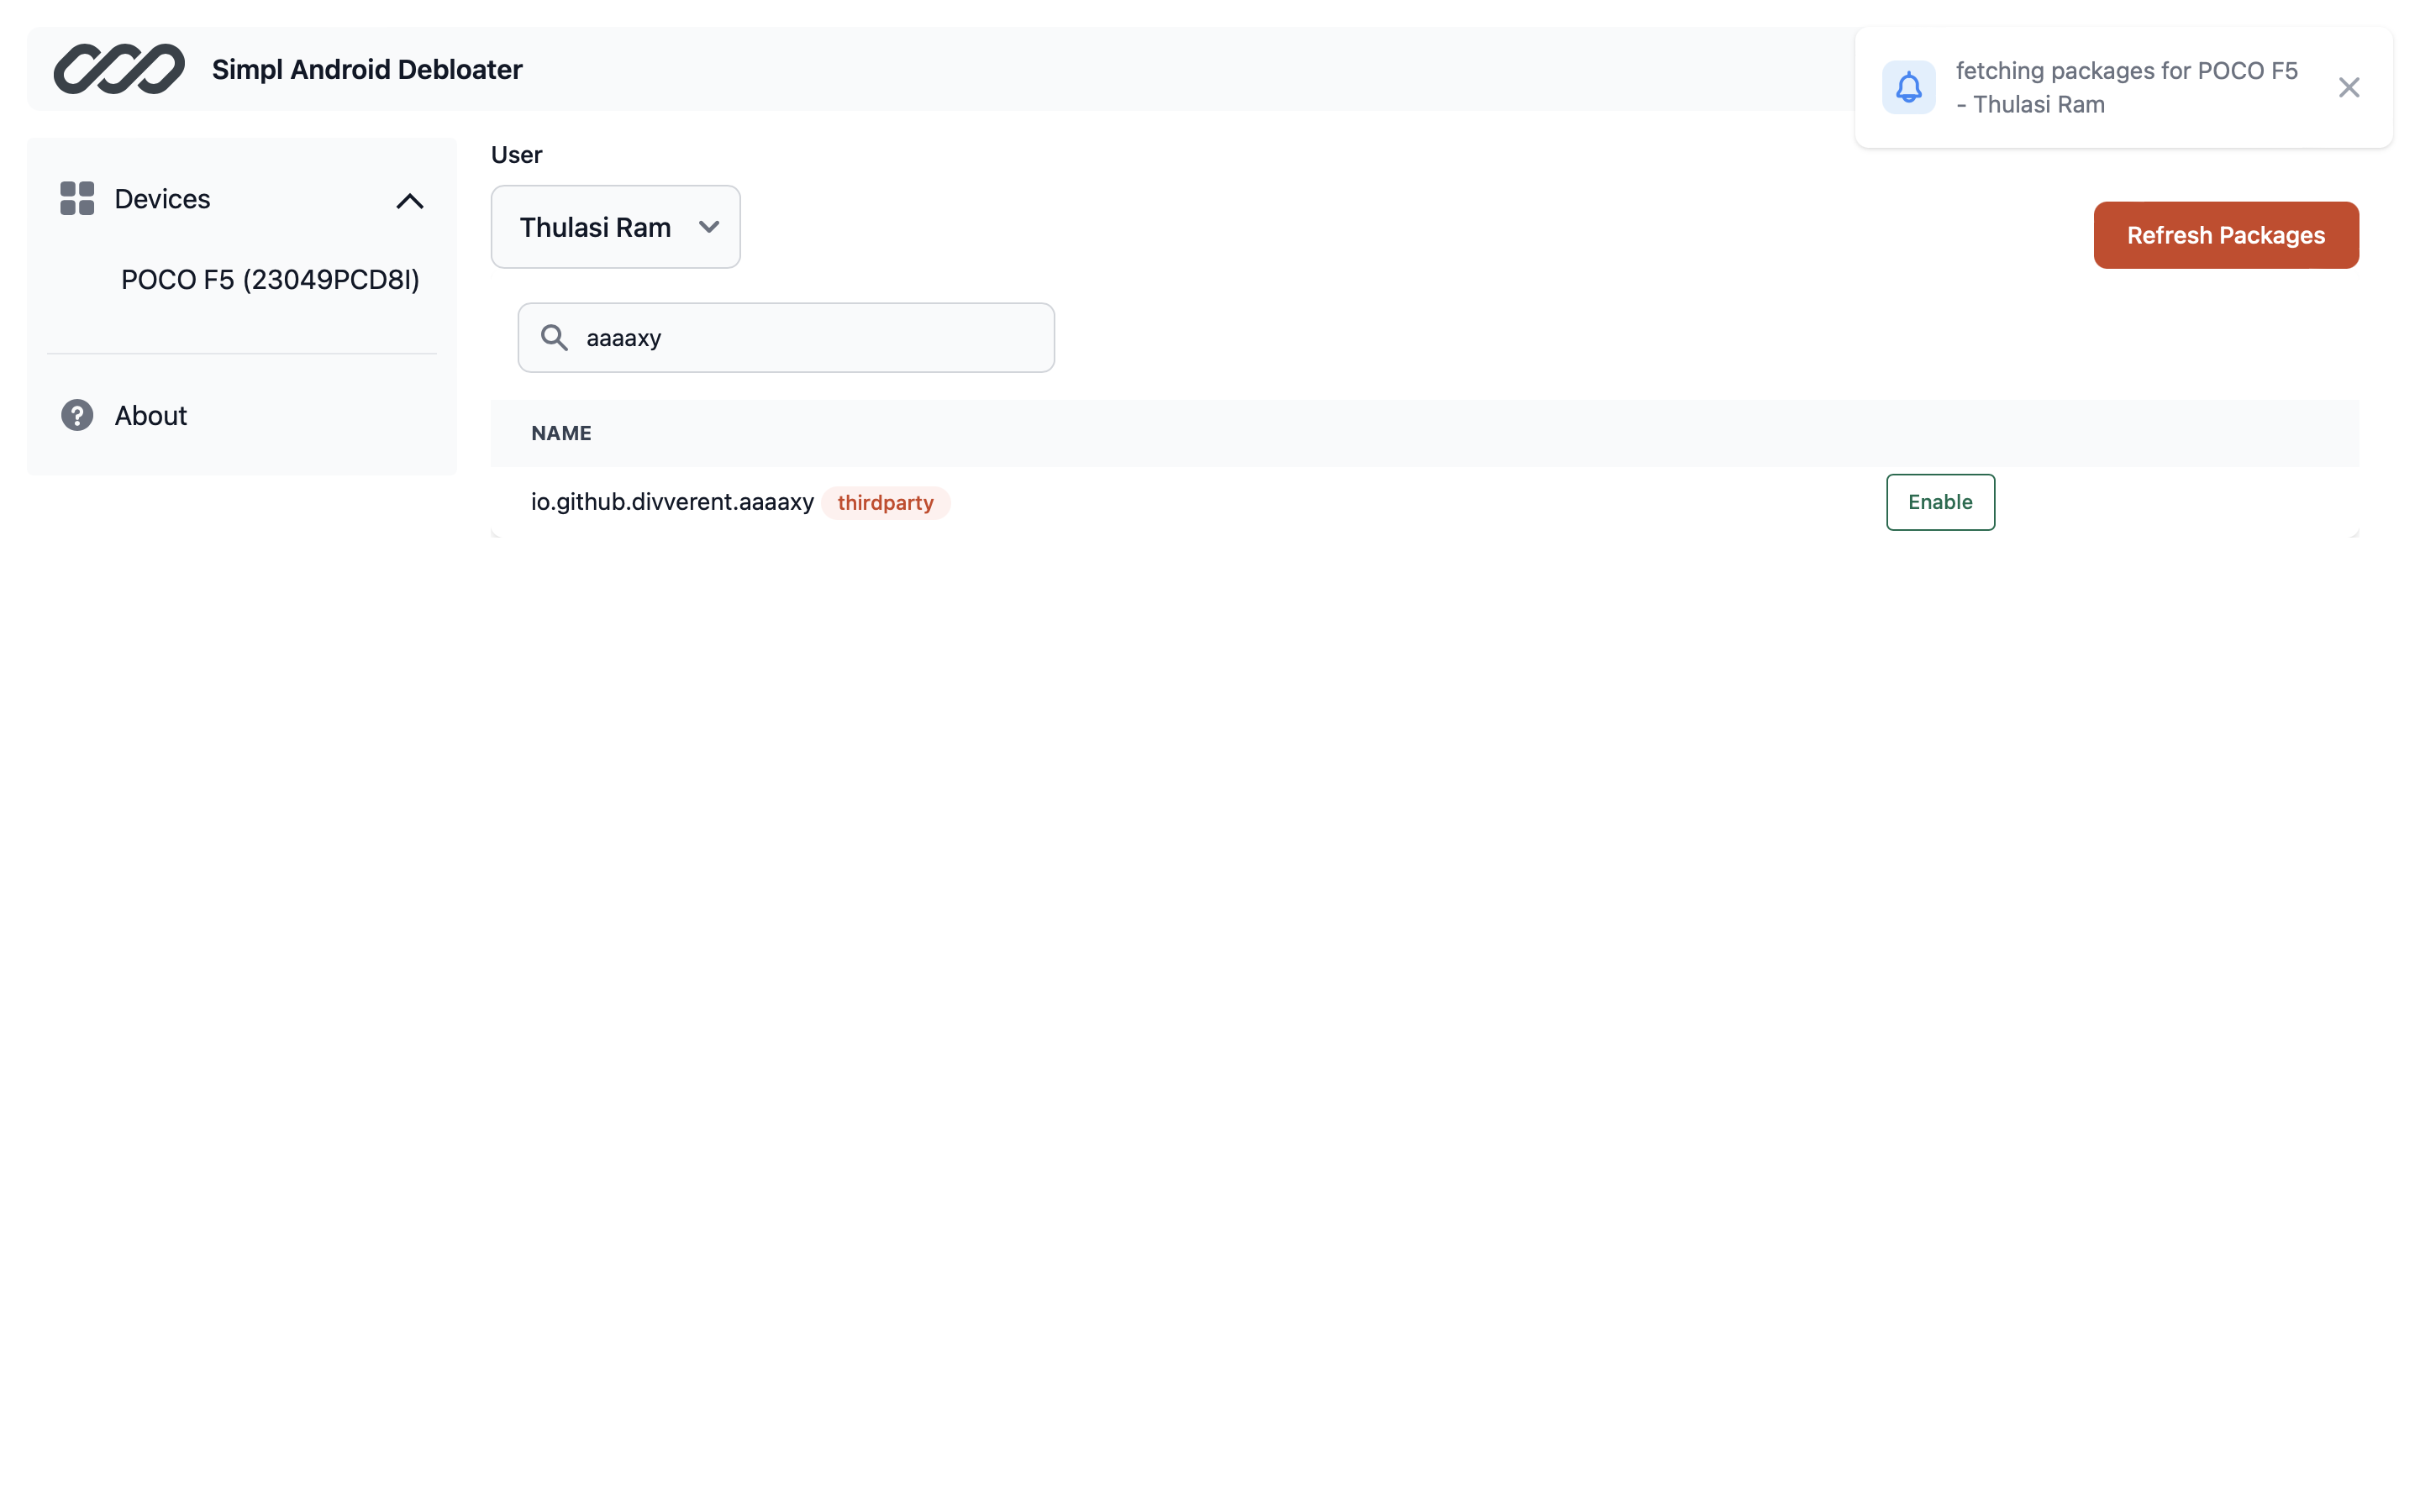 Simpl Android Debloater
fetching packages for POCO F5
- Thulasi Ram
Devices
POCO F5 (23049PCD8I)
About
User
Thulasi Ram
Refresh Packages
aaaaxy
NAME
io.github.divverent.aaaaxy thirdparty Enable